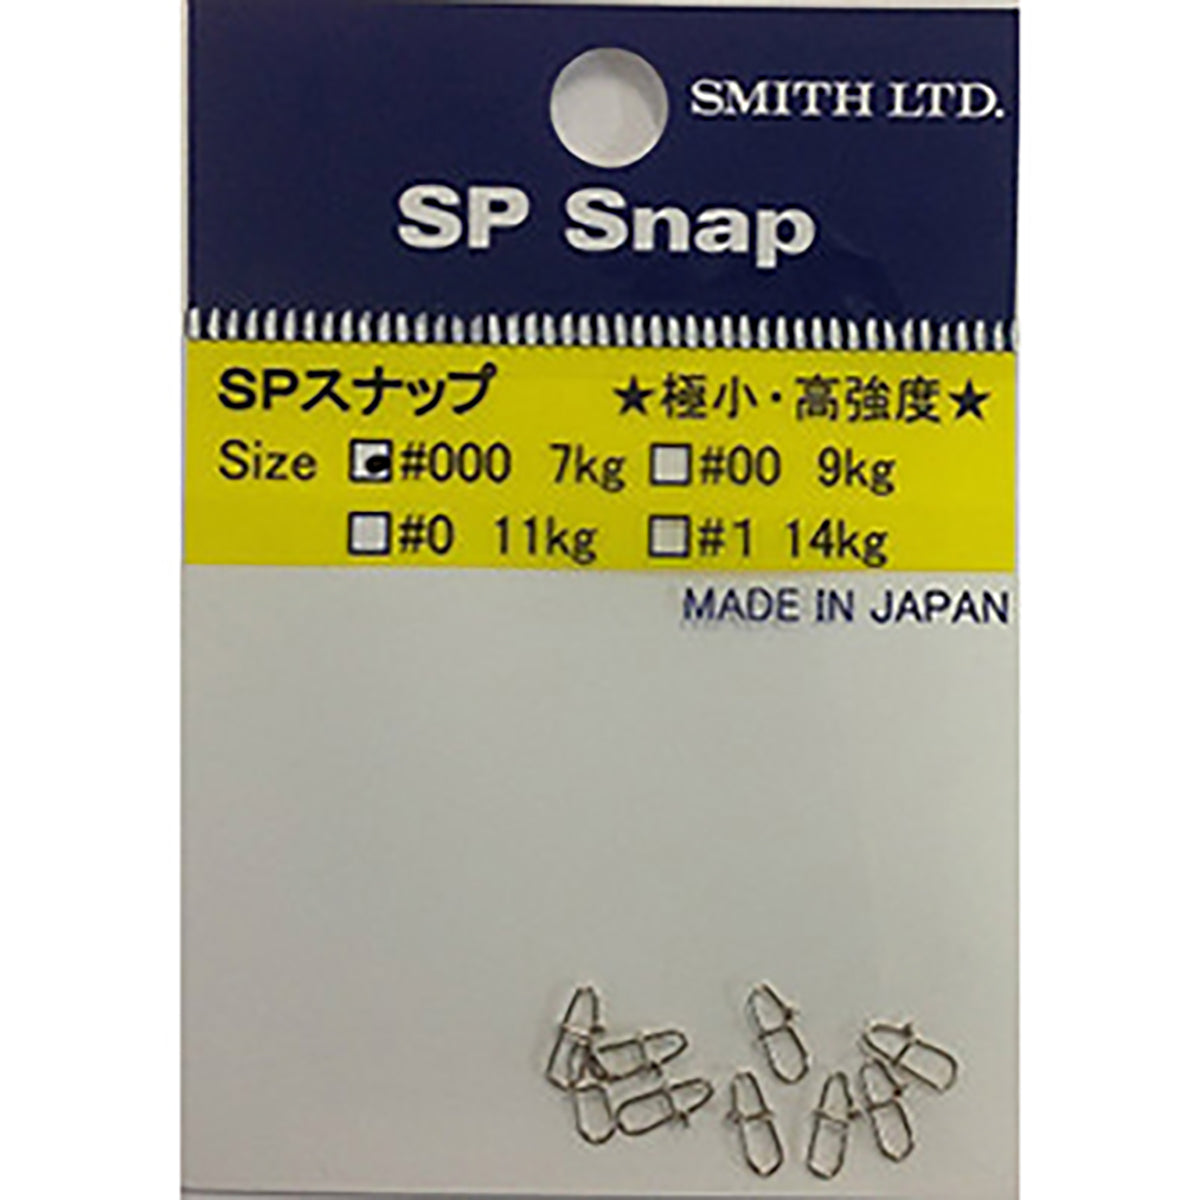 SMITH LTD.
SP Snap
SPスナップ ★極小・高強度★
Size #000 7kg #00 9kg
#0 11kg #1 14kg
MADE IN JAPAN